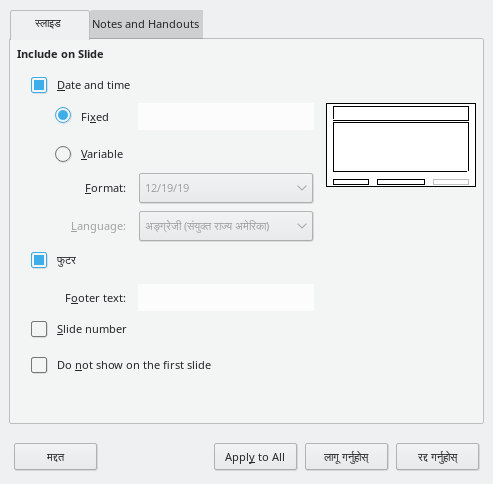 स्लाइड Notes and Handouts
Include on Slide
Date and time
Fixed
Variable
Format: 12/19/19
Language: अङ्ग्रेजी (संयुक्त राज्य अमेरिका)
फुटर
Footer text:
Slide number
Do not show on the first slide
मद्दत Apply to All लागू गर्नुहोस् रद्द गर्नुहोस्